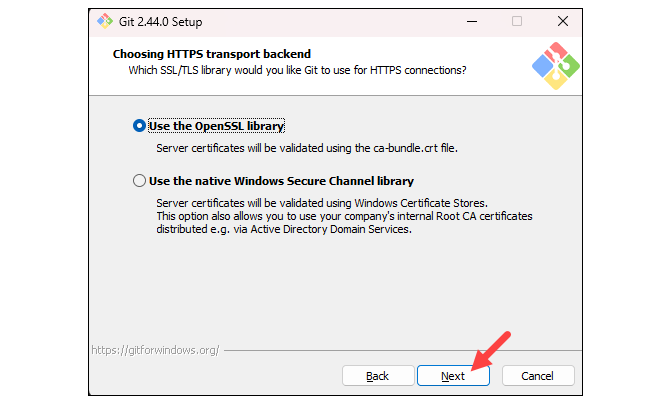 Git 2.44.0 Setup
Choosing HTTPS transport backend
Which SSL/TLS library would you like Git to use for HTTPS connections?
Use the OpenSSL library
Server certificates will be validated using the ca-bundle.crt file.
Use the native Windows Secure Channel library
Server certificates will be validated using Windows Certificate Stores.
This option also allows you to use your company's internal Root CA certificates
distributed e.g. via Active Directory Domain Services.
https://gitforwindows.org/
Back Next Cancel